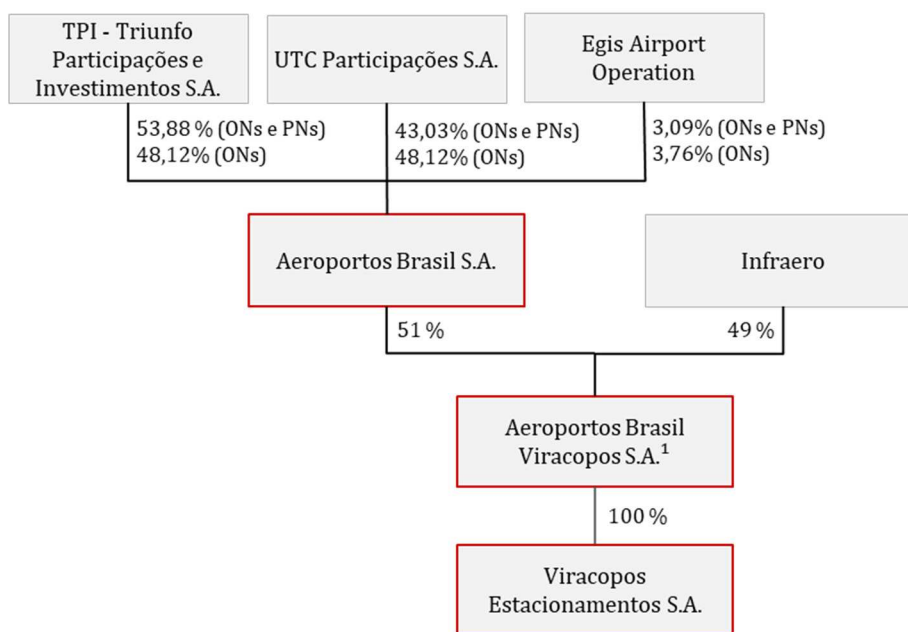 TPI - Triunfo
Participações e
Investimentos S.A.
UTC Participações S.A.
Egis Airport
Operation
53,88 % (ONs e PNs)
48,12% (ONs)
43,03% (ONs e PNs)
48,12% (ONs)
3,09% (ONs e PNs)
3,76% (ONs)
Aeroportos Brasil S.A.
Infraero
51 %
49 %
Aeroportos Brasil
Viracopos S.A.¹
100 %
Viracopos
Estacionamentos S.A.